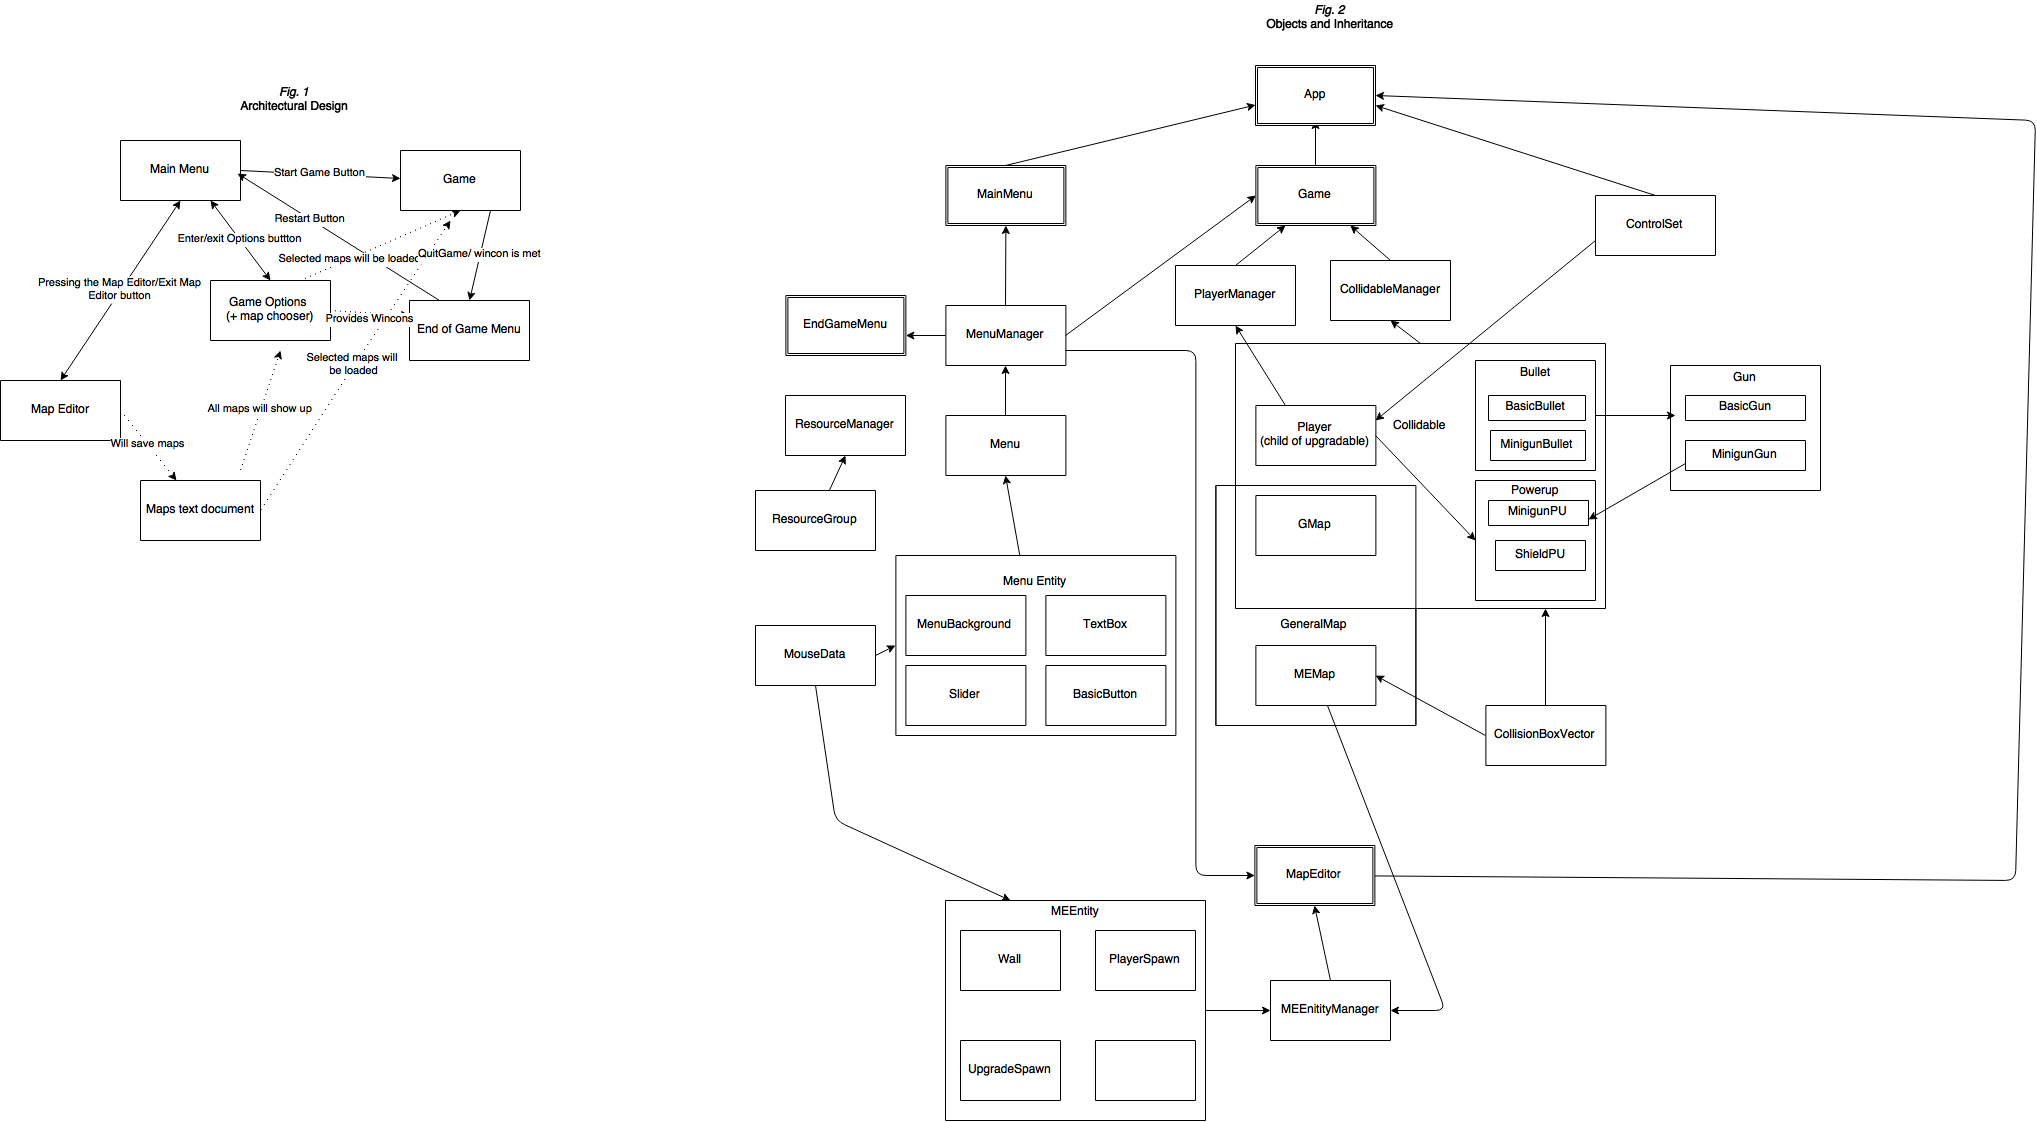 Fig. 1
Architectural Design
Main Menu
Start Game Button
Game
Restart Button
Enter/exit Options buttton
Selected maps will be loaded
QuitGame/ wincon is met
Pressing the Map Editor/Exit Map
Editor button
Game Options
(+ map chooser)
Provides Wincons
End of Game Menu
Selected maps will
be loaded
Map Editor
All maps will show up
Will save maps
Maps text document
Fig. 2
Objects and Inheritance
App
MainMenu
Game
ControlSet
PlayerManager
CollidableManager
EndGameMenu
MenuManager
ResourceManager
Menu
ResourceGroup
Player
(child of upgradable)
Collidable
Bullet
BasicBullet
MinigunBullet
Gun
BasicGun
MinigunGun
Powerup
MinigunPU
ShieldPU
GMap
GeneralMap
MEMap
Menu Entity
MenuBackground
TextBox
Slider
BasicButton
MouseData
CollisionBoxVector
MapEditor
MEEntity
Wall
PlayerSpawn
UpgradeSpawn
MEEnitityManager